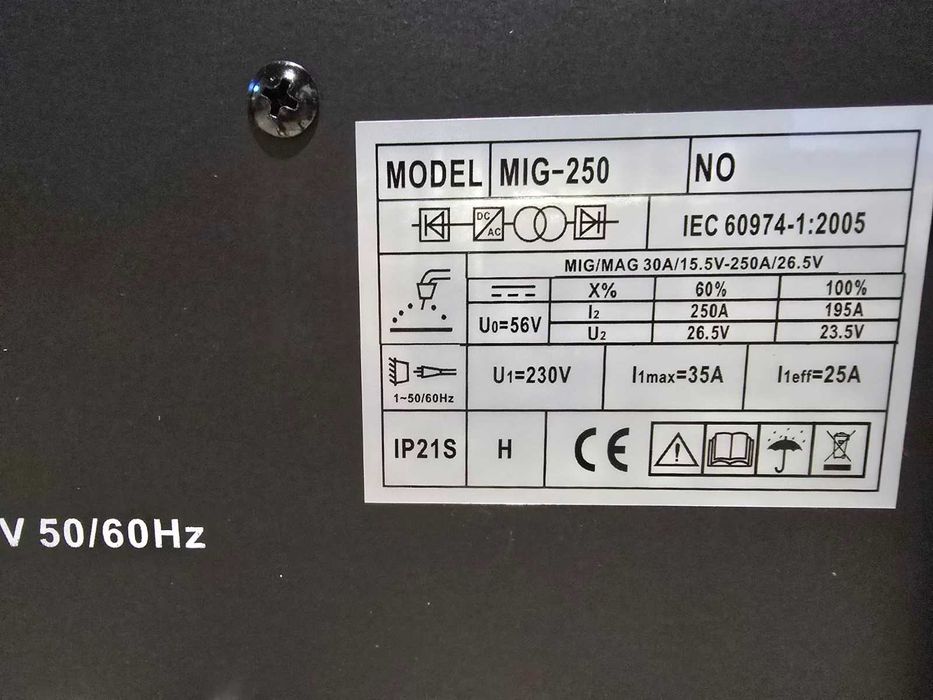 MODEL MIG-250 NO
DC AC IEC 60974-1:2005
MIG/MAG 30A/15.5V-250A/26.5V
X% 60% 100%
U0=56V I2 250A 195A
U2 26.5V 23.5V
1~50/60Hz U1=230V I1max=35A I1eff=25A
IP21S H CE
V 50/60Hz